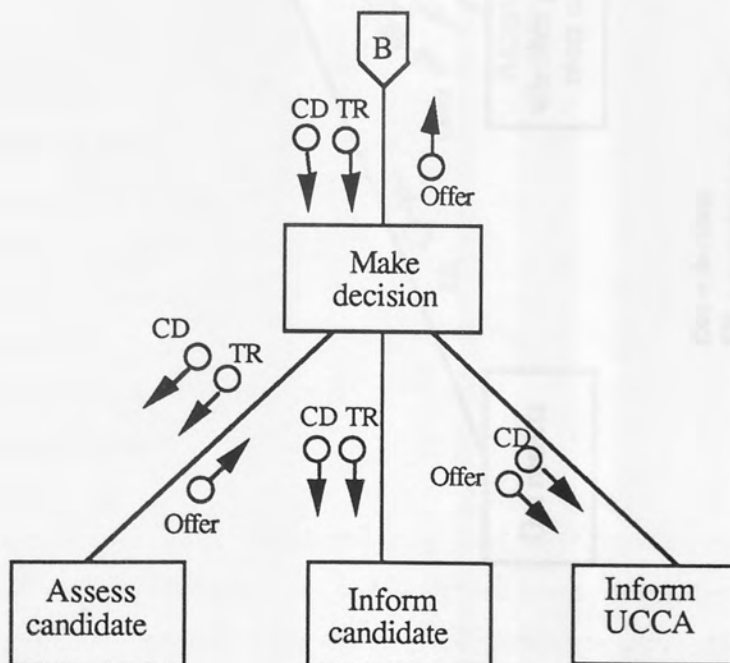 B
CD TR
Offer
Make
decision
CD
TR
Offer
CD TR
CD
Offer
Assess
candidate
Inform
candidate
Inform
UCCA